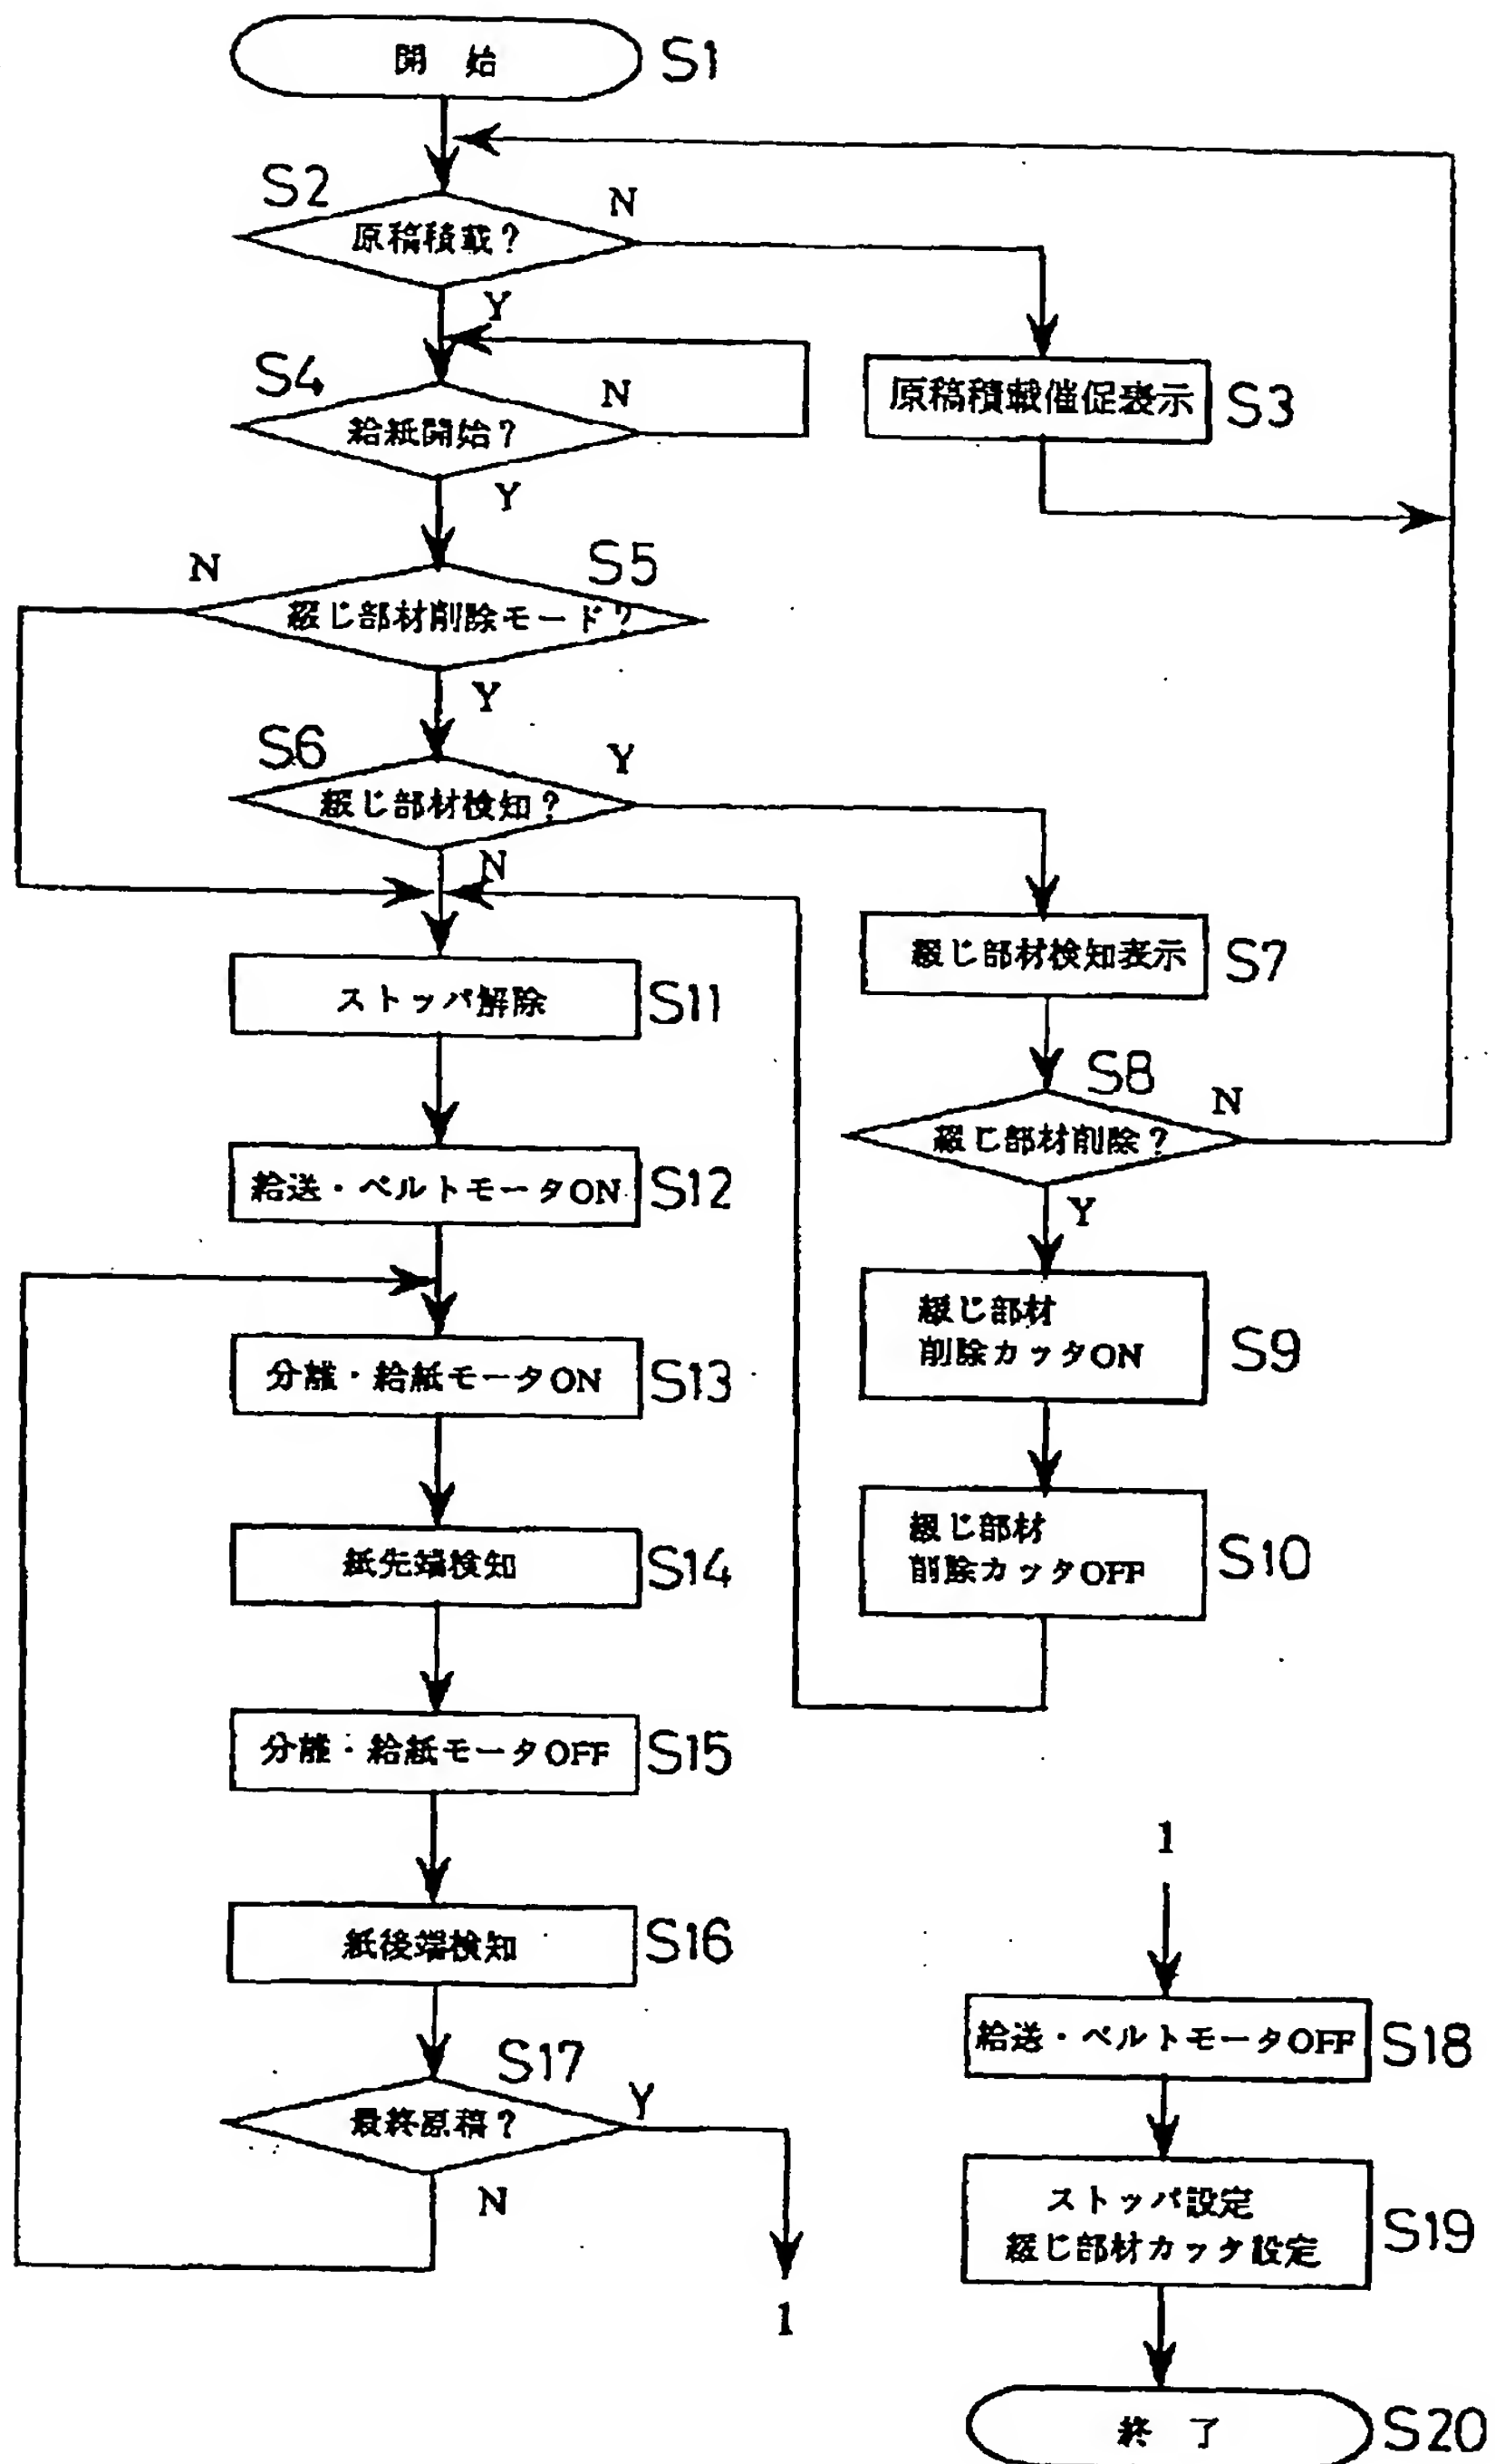 開 始
S1
S2
原稿積載?
N
Y
S4
給紙開始?
N
原稿積載催促表示
S3
Y
N
S5
綴じ部材削除モード?
Y
S6
綴じ部材検知?
Y
N
綴じ部材検知表示
S7
ストッパ解除
S11
S8
綴じ部材削除?
N
Y
給送・ベルトモータON
S12
綴じ部材
削除カッタON
S9
分離・給紙モータON
S13
綴じ部材
削除カッタOFF
S10
紙先端検知
S14
分離・給紙モータOFF
S15
紙後端検知
S16
S17
最終原稿?
Y
N
1
1
給送・ベルトモータOFF
S18
ストッパ設定
綴じ部材カッタ設定
S19
終 了
S20